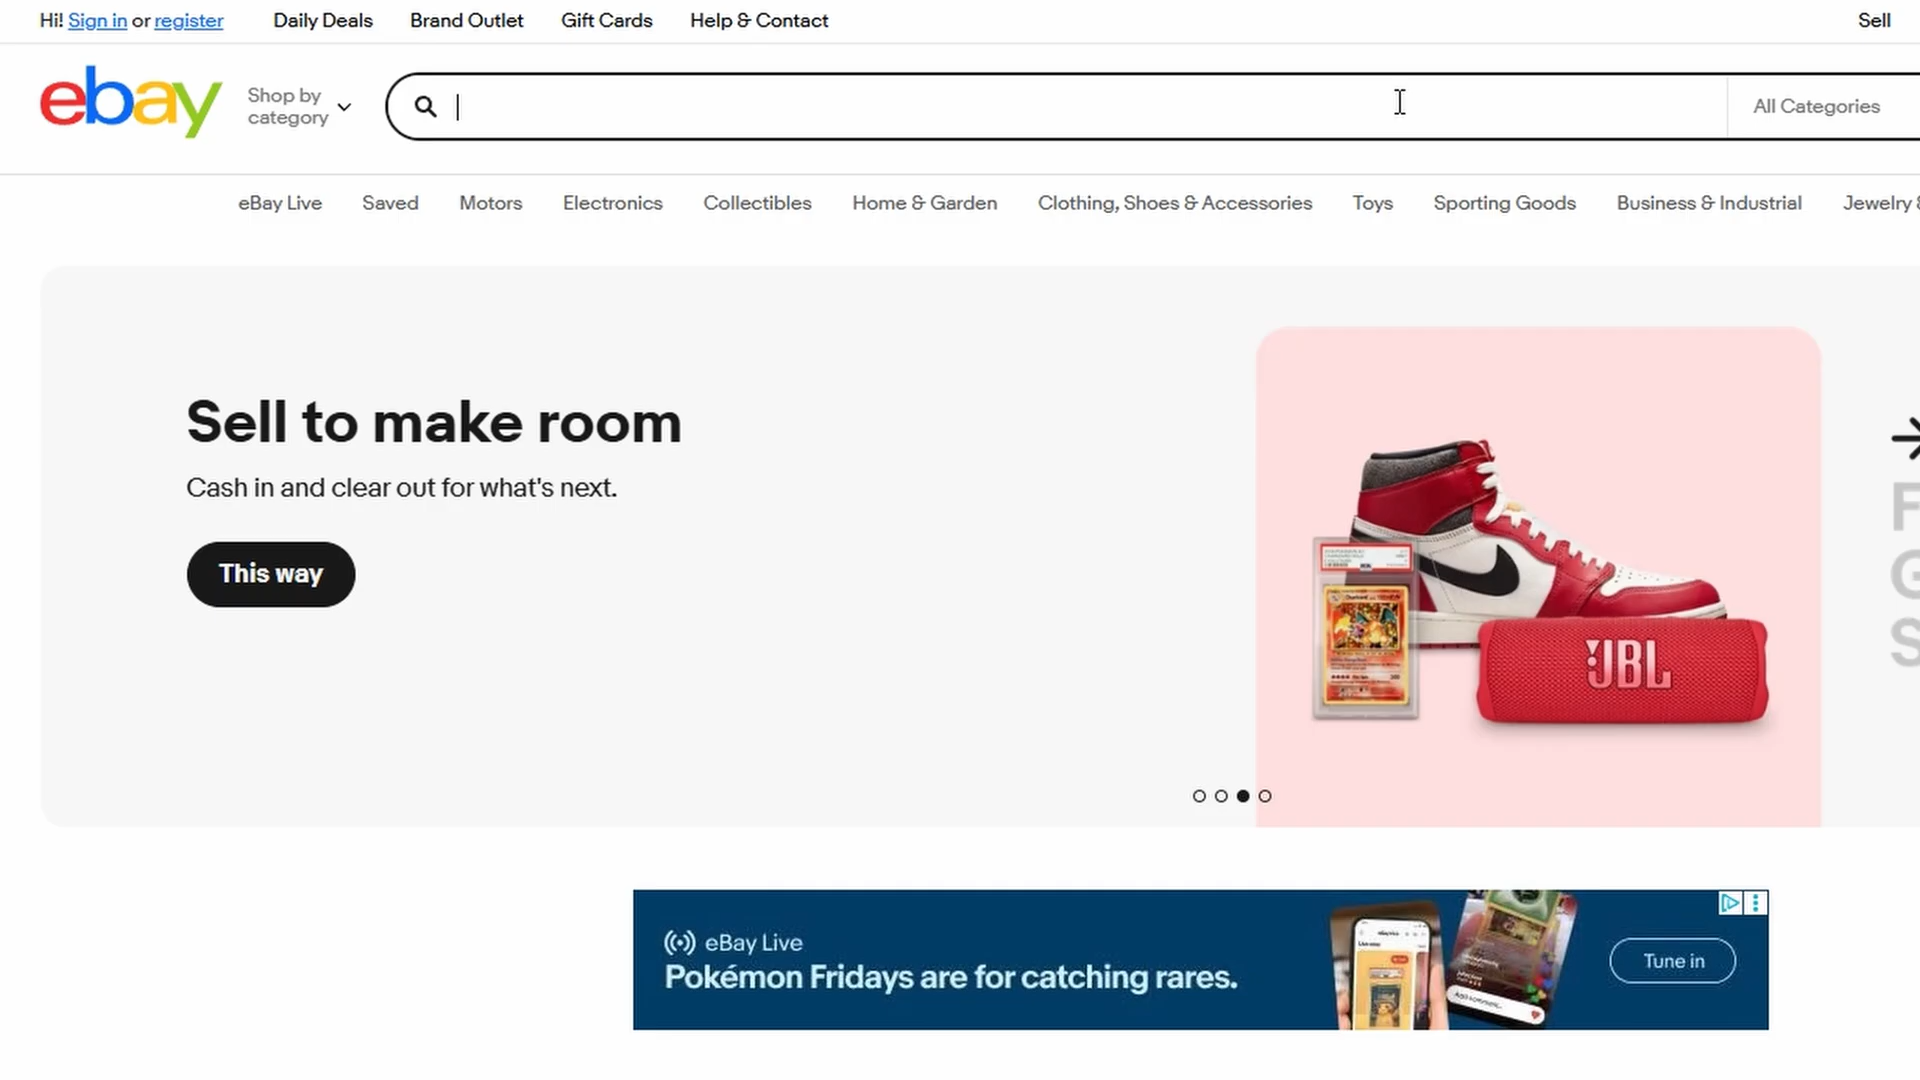 Hi! Sign in or register
Daily Deals
Brand Outlet
Gift Cards
Help & Contact
Sell
ebay
Shop by
category
All Categories
eBay Live
Saved
Motors
Electronics
Collectibles
Home & Garden
Clothing, Shoes & Accessories
Toys
Sporting Goods
Business & Industrial
Jewelry &
Sell to make room
Cash in and clear out for what's next.
This way
JBL
F
G
S
eBay Live
Pokémon Fridays are for catching rares.
Tune in